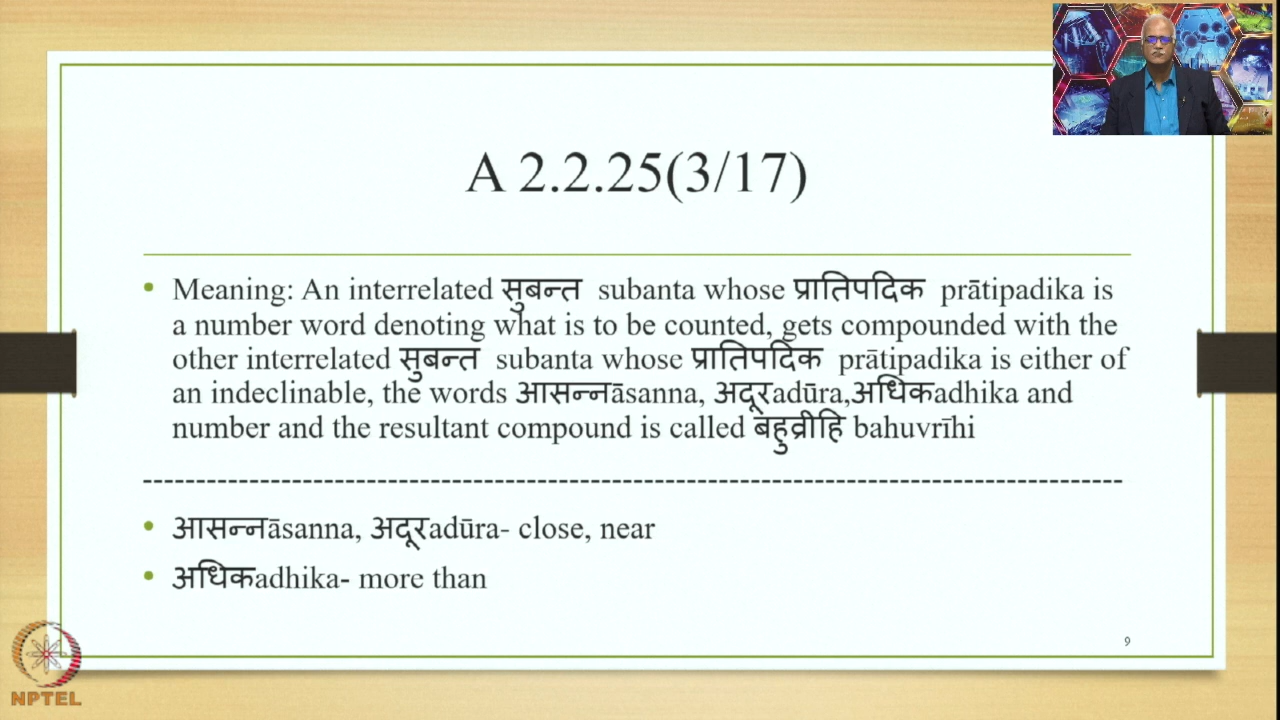 A 2.2.25(3/17)
• Meaning: An interrelated सुबन्त subanta whose प्रातिपदिक prātipadika is
a number word denoting what is to be counted, gets compounded with the
other interrelated सुबन्त subanta whose प्रातिपदिक prātipadika is either of
an indeclinable, the words आसन्नāsanna, अदूरadūra,अधिकadhika and
number and the resultant compound is called बहुव्रीहि bahuvrīhi
--------------------------------------------------------------------------------------------
• आसन्नāsanna, अदूरadūra- close, near
• अधिकadhika- more than
9
NPTEL